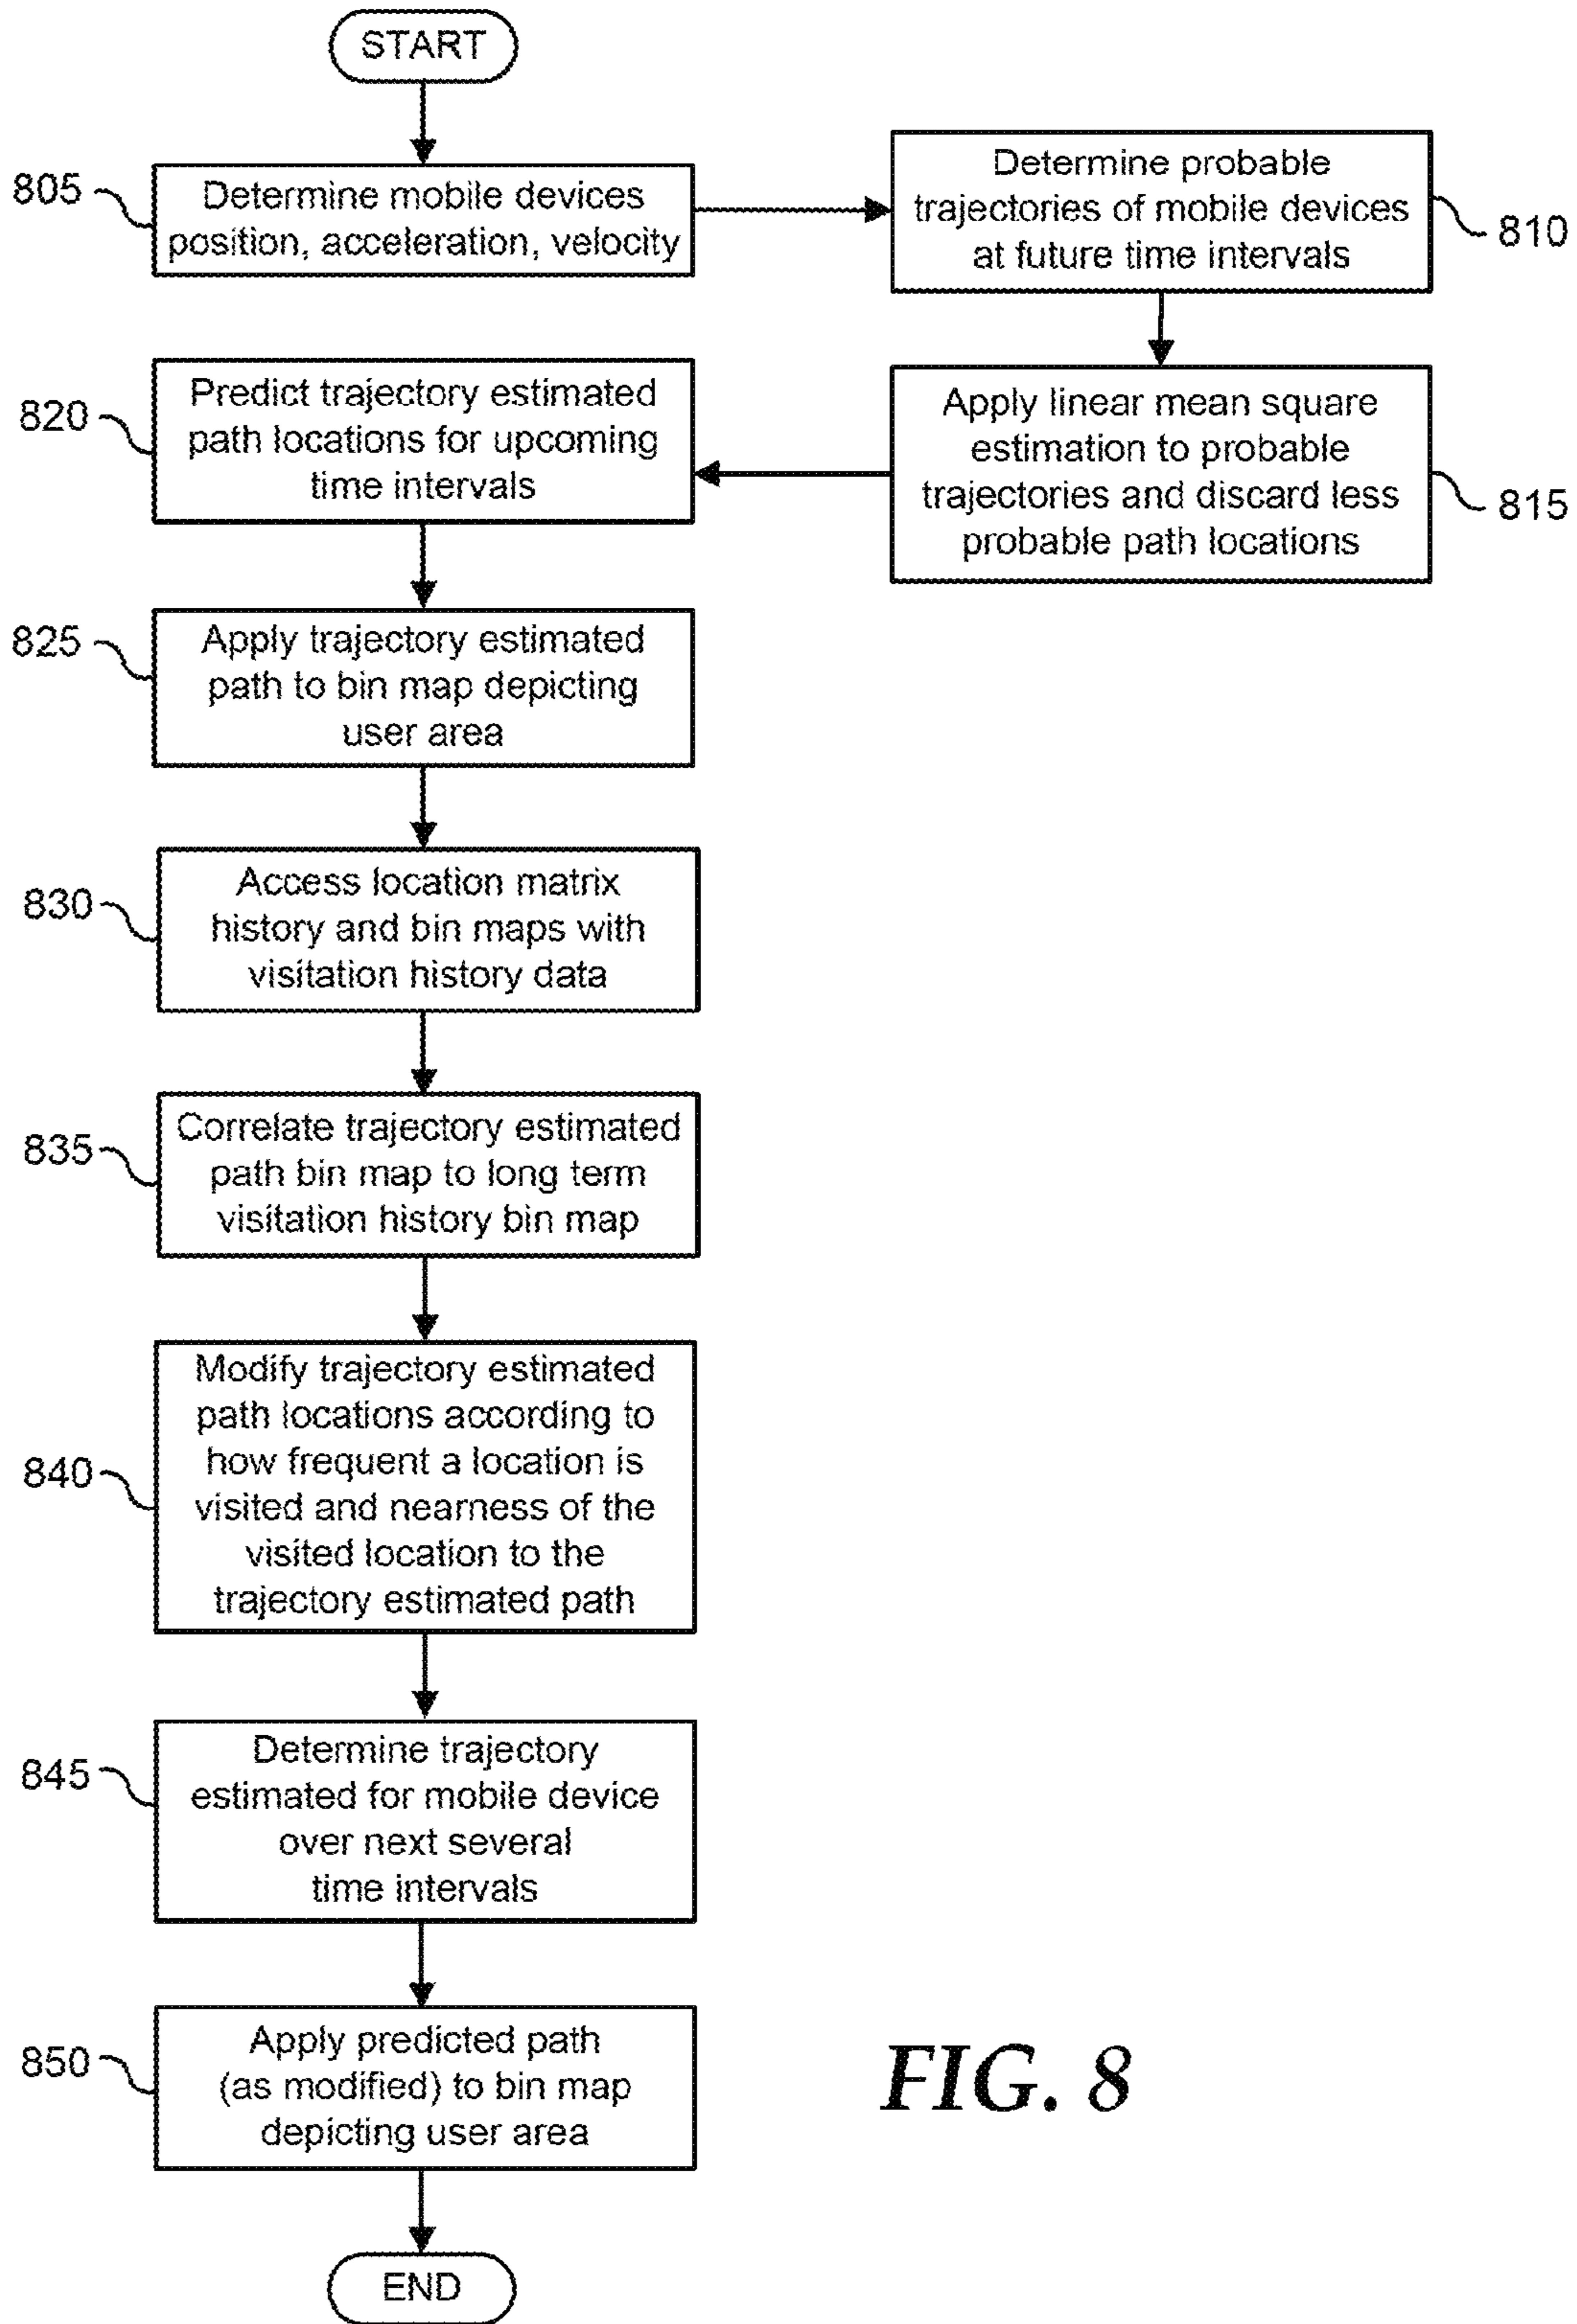 START
805
Determine mobile devices
position, acceleration, velocity
Determine probable
trajectories of mobile devices
at future time intervals
810
820
Predict trajectory estimated
path locations for upcoming
time intervals
Apply linear mean square
estimation to probable
trajectories and discard less
probable path locations
815
825
Apply trajectory estimated
path to bin map depicting
user area
830
Access location matrix
history and bin maps with
visitation history data
835
Correlate trajectory estimated
path bin map to long term
visitation history bin map
840
Modify trajectory estimated
path locations according to
how frequent a location is
visited and nearness of the
visited location to the
trajectory estimated path
845
Determine trajectory
estimated for mobile device
over next several
time intervals
850
Apply predicted path
(as modified) to bin map
depicting user area
FIG. 8
END